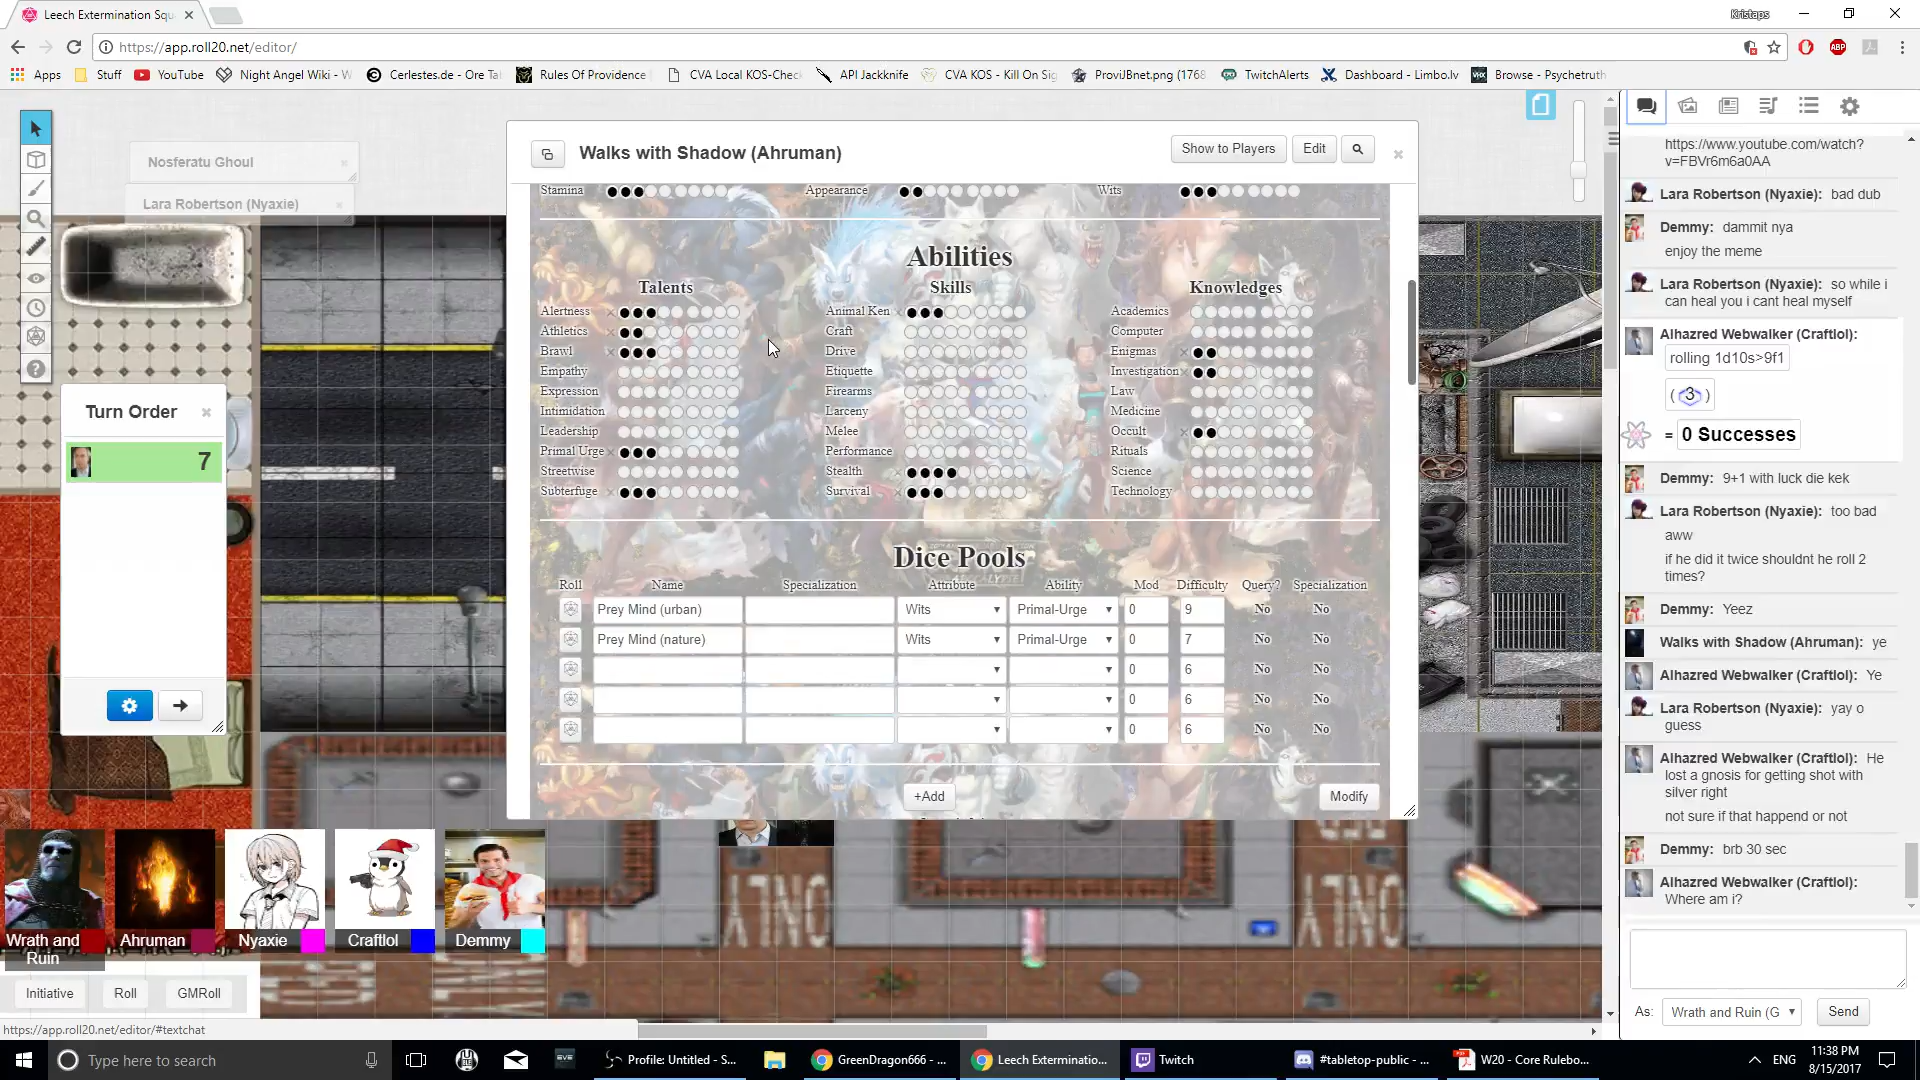 Leech Extermination Squ
Kristaps
https://app.roll20.net/editor/
Apps
Stuff
YouTube
Night Angel Wiki - W
Cerlestes.de - Ore Ta
Rules Of Providence
CVA Local KOS-Check
API Jackknife
CVA KOS - Kill On Sig
ProviJBnet.png (1768
TwitchAlerts
Dashboard - Limbo.lv
Browse - Psychetruth
Nosferatu Ghoul
Lara Robertson (Nyaxie)
Turn Order
7
Walks with Shadow (Ahruman)
Show to Players
Edit
Stamina
Appearance
Wits
Abilities
Talents
Skills
Knowledges
Alertness
Animal Ken
Academics
Athletics
Craft
Computer
Brawl
Drive
Enigmas
Empathy
Etiquette
Investigation
Expression
Firearms
Law
Intimidation
Larceny
Medicine
Leadership
Melee
Occult
Primal Urge
Performance
Rituals
Streetwise
Stealth
Science
Subterfuge
Survival
Technology
Dice Pools
Roll Name Specialization Attribute Ability Mod Difficulty Query? Specialization
Prey Mind (urban) Wits Primal-Urge 0 9 No No
Prey Mind (nature) Wits Primal-Urge 0 7 No No
0 6 No No
0 6 No No
0 6 No No
+Add
Modify
ONLY
ONLY
Wrath and
Ruin
Ahruman
Nyaxie
Craftlol
Demmy
Initiative
Roll
GMRoll
https://app.roll20.net/editor/#textchat
https://www.youtube.com/watch?
v=FBVr6m6a0AA
Lara Robertson (Nyaxie): bad dub
Demmy: dammit nya
enjoy the meme
Lara Robertson (Nyaxie): so while i
can heal you i cant heal myself
Alhazred Webwalker (Craftlol):
rolling 1d10s>9f1
(3)
= 0 Successes
Demmy: 9+1 with luck die kek
Lara Robertson (Nyaxie): too bad
aww
if he did it twice shouldnt he roll 2
times?
Demmy: Yeez
Walks with Shadow (Ahruman): ye
Alhazred Webwalker (Craftlol): Ye
Lara Robertson (Nyaxie): yay o
guess
Alhazred Webwalker (Craftlol): He
lost a gnosis for getting shot with
silver right
not sure if that happend or not
Demmy: brb 30 sec
Alhazred Webwalker (Craftlol):
Where am i?
As:
Wrath and Ruin (G
Send
Type here to search
Profile: Untitled - S...
GreenDragon666 - ...
Leech Exterminatio...
Twitch
#tabletop-public - ...
W20 - Core Rulebo...
ENG
11:38 PM
8/15/2017